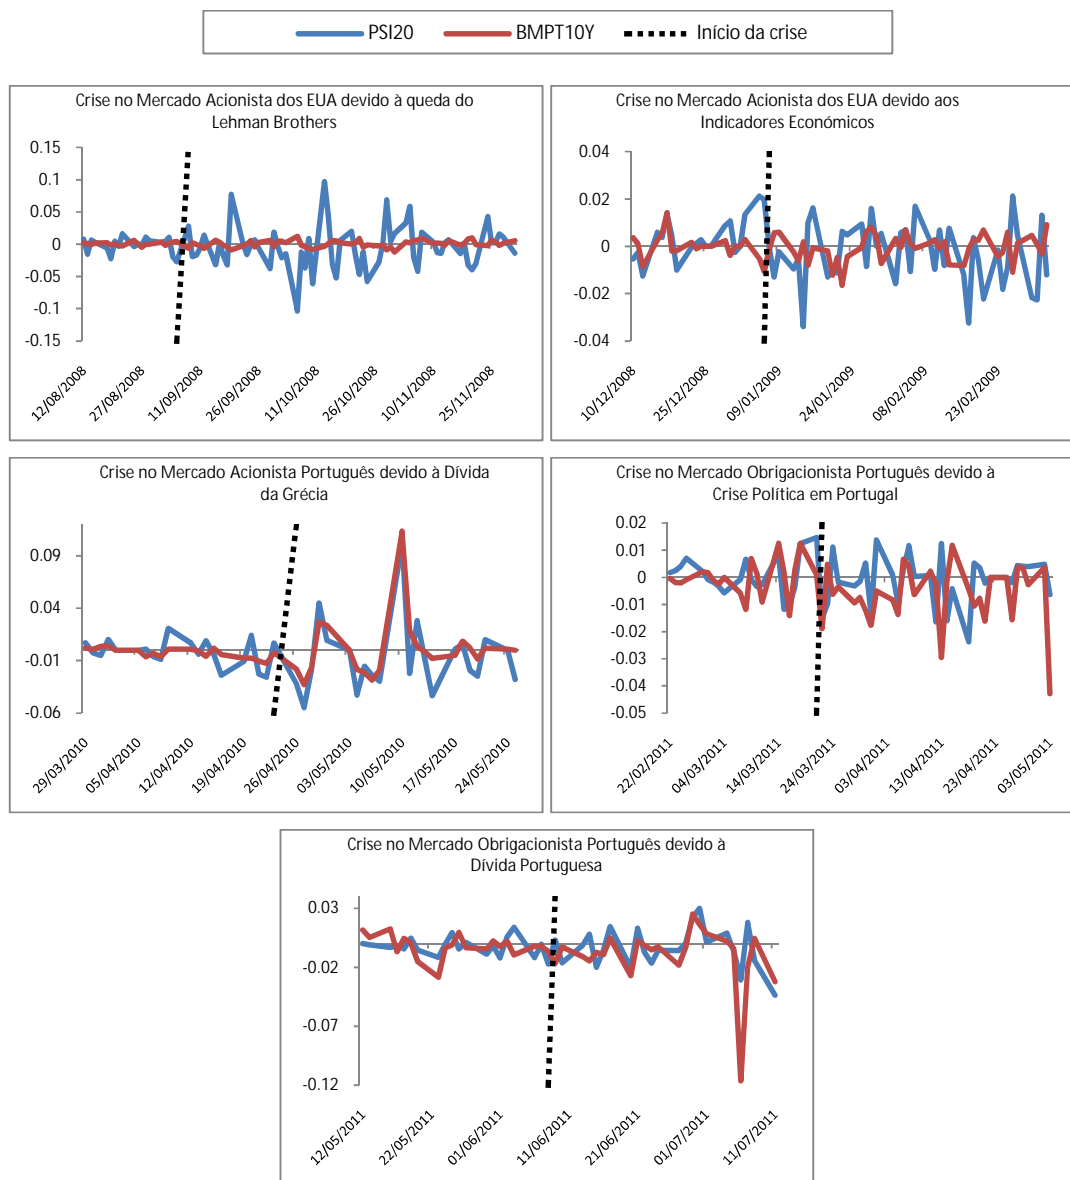 PSI20 BMPT10Y Início da crise
Crise no Mercado Acionista dos EUA devido à queda do
Lehman Brothers
0.15
0.1
0.05
0
-0.05
-0.1
-0.15
12/08/2008 27/08/2008 11/09/2008 26/09/2008 11/10/2008 26/10/2008 10/11/2008 25/11/2008
Crise no Mercado Acionista dos EUA devido aos
Indicadores Económicos
0.04
0.02
0
-0.02
-0.04
10/12/2008 25/12/2008 09/01/2009 24/01/2009 08/02/2009 23/02/2009
Crise no Mercado Acionista Português devido à Dívida
da Grécia
0.09
0.04
-0.01
-0.06
29/03/2010 05/04/2010 12/04/2010 19/04/2010 26/04/2010 03/05/2010 10/05/2010 17/05/2010 24/05/2010
Crise no Mercado Obrigacionista Português devido à
Crise Política em Portugal
0.02
0.01
0
-0.01
-0.02
-0.03
-0.04
-0.05
22/02/2011 04/03/2011 14/03/2011 24/03/2011 03/04/2011 13/04/2011 23/04/2011 03/05/2011
Crise no Mercado Obrigacionista Português devido à
Dívida Portuguesa
0.03
-0.02
-0.07
-0.12
12/05/2011 22/05/2011 01/06/2011 11/06/2011 21/06/2011 01/07/2011 11/07/2011